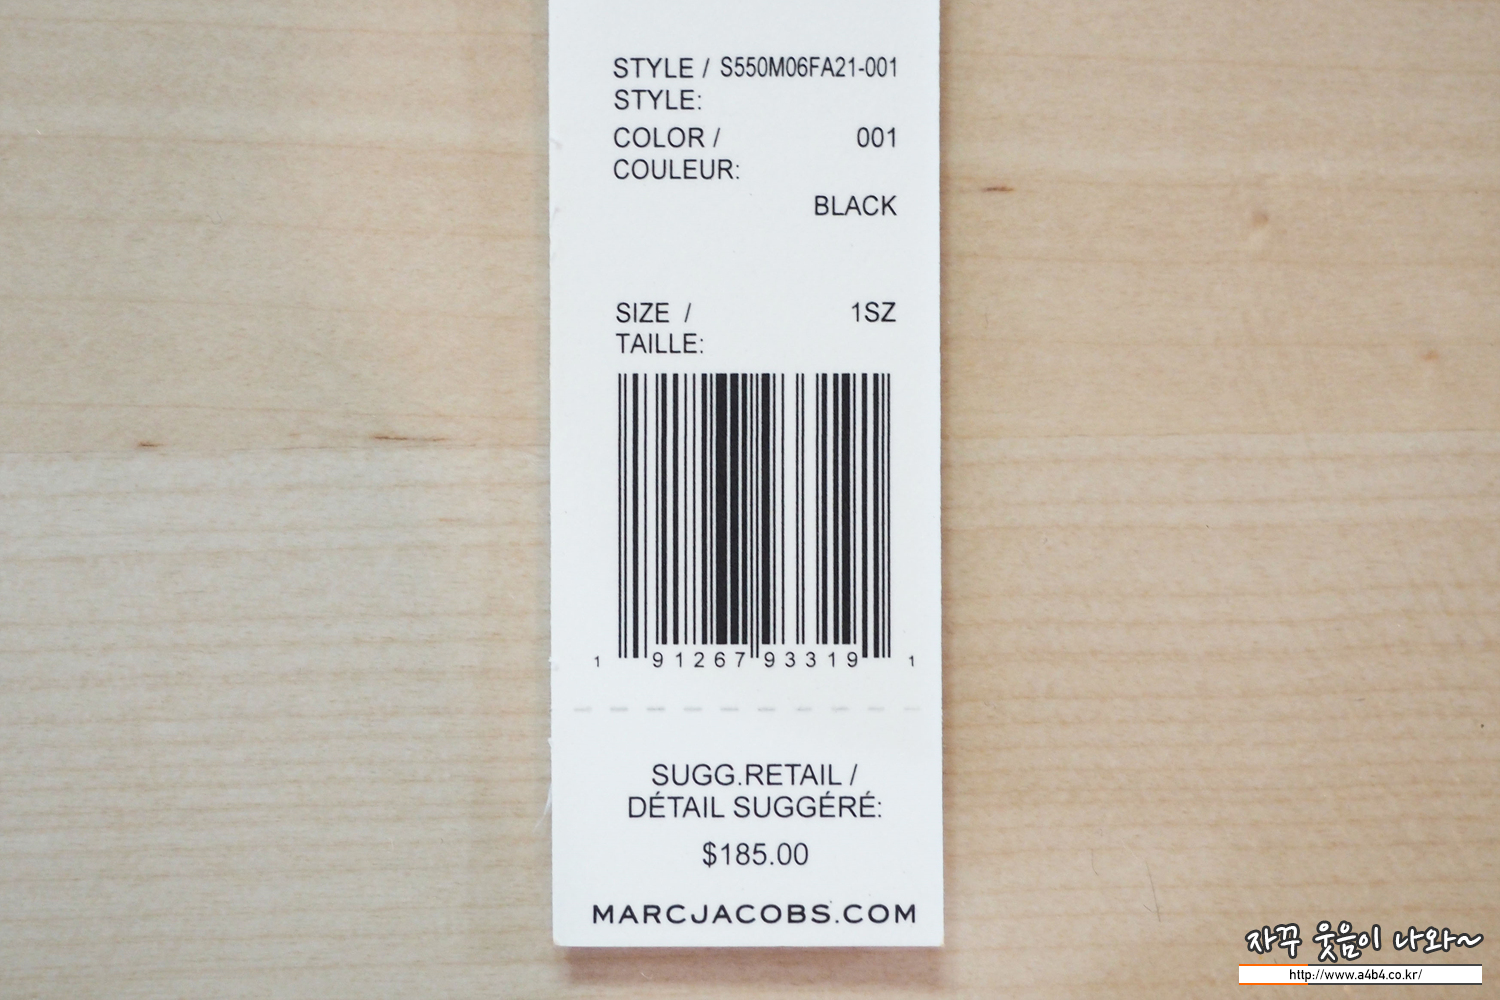 STYLE / S550M06FA21-001
STYLE:
COLOR / 001
COULEUR:
BLACK
SIZE / 1SZ
TAILLE:
1 91267 93319 1
SUGG.RETAIL /
DÉTAIL SUGGÉRÉ:
$185.00
MARCJACOBS.COM
자꾸 웃음이 나와~
http://www.a4b4.co.kr/